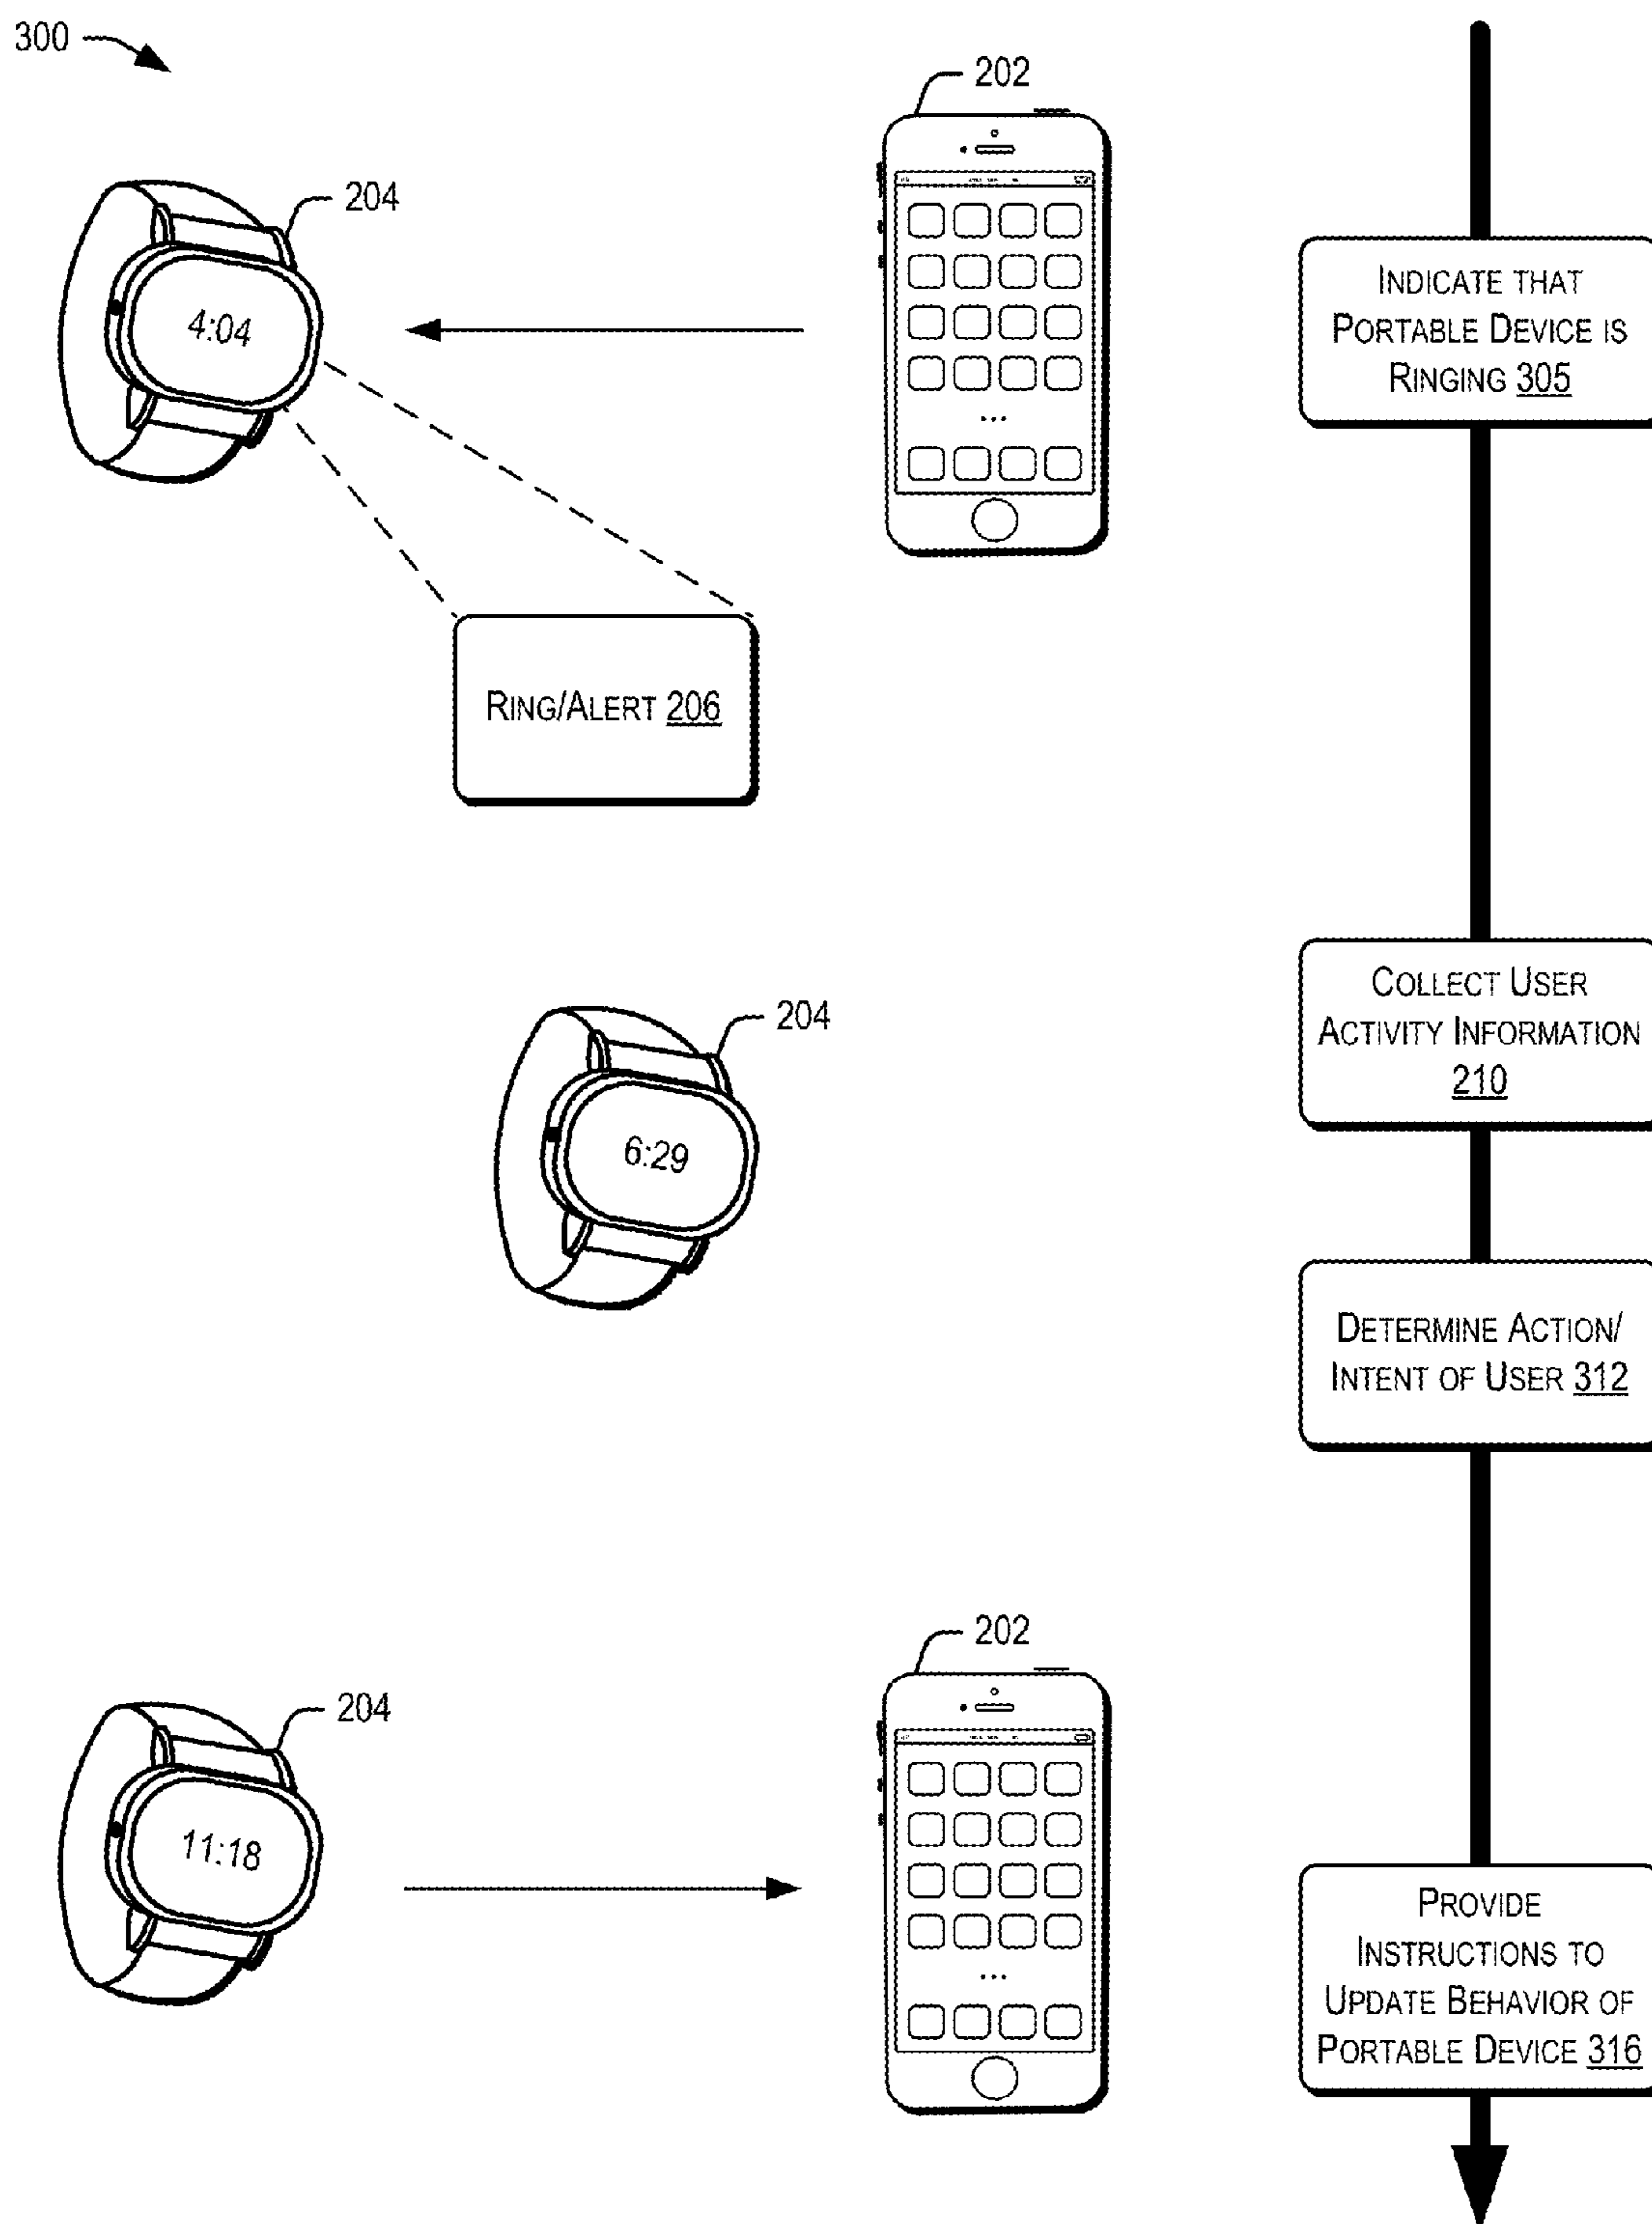 300
202
204
4:04
INDICATE THAT
PORTABLE DEVICE IS
RINGING 305
...
RING/ALERT 206
COLLECT USER
ACTIVITY INFORMATION
210
204
6:29
DETERMINE ACTION/
INTENT OF USER 312
202
204
11:18
...
PROVIDE
INSTRUCTIONS TO
UPDATE BEHAVIOR OF
PORTABLE DEVICE 316